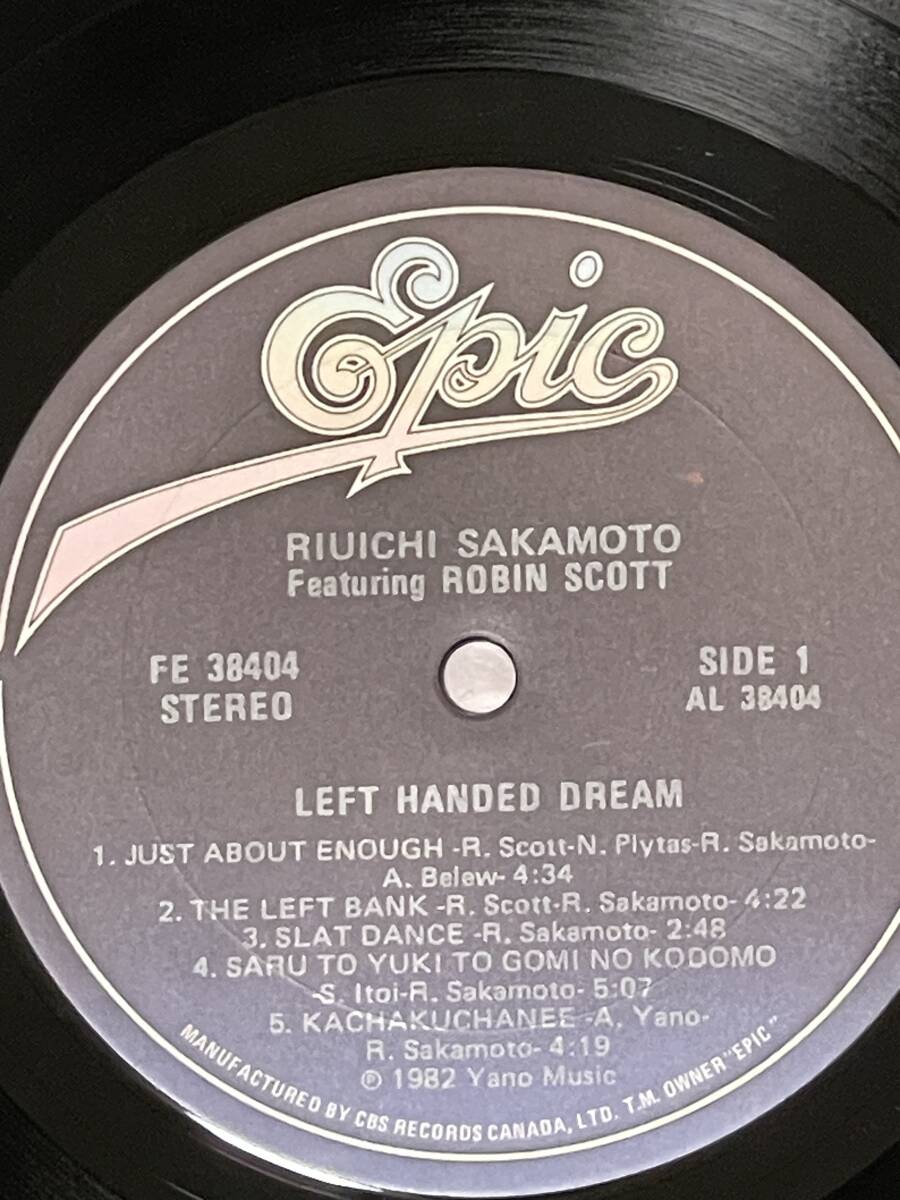 Epic
RIUICHI SAKAMOTO
Featuring ROBIN SCOTT
FE 38404
STEREO
SIDE 1
AL 38404
LEFT HANDED DREAM
1. JUST ABOUT ENOUGH -R. Scott-N. Plytas-R. Sakamoto-
A. Belew- 4:34
2. THE LEFT BANK -R. Scott-R. Sakamoto- 4:22
3. SLAT DANCE -R. Sakamoto- 2:48
4. SARU TO YUKI TO GOMI NO KODOMO
-S. Itoi-R. Sakamoto- 5:07
5. KACHAKUCHANEE -A. Yano-
R. Sakamoto- 4:19
Ⓟ 1982 Yano Music
MANUFACTURED BY CBS RECORDS CANADA, LTD. T.M. OWNER "EPIC"